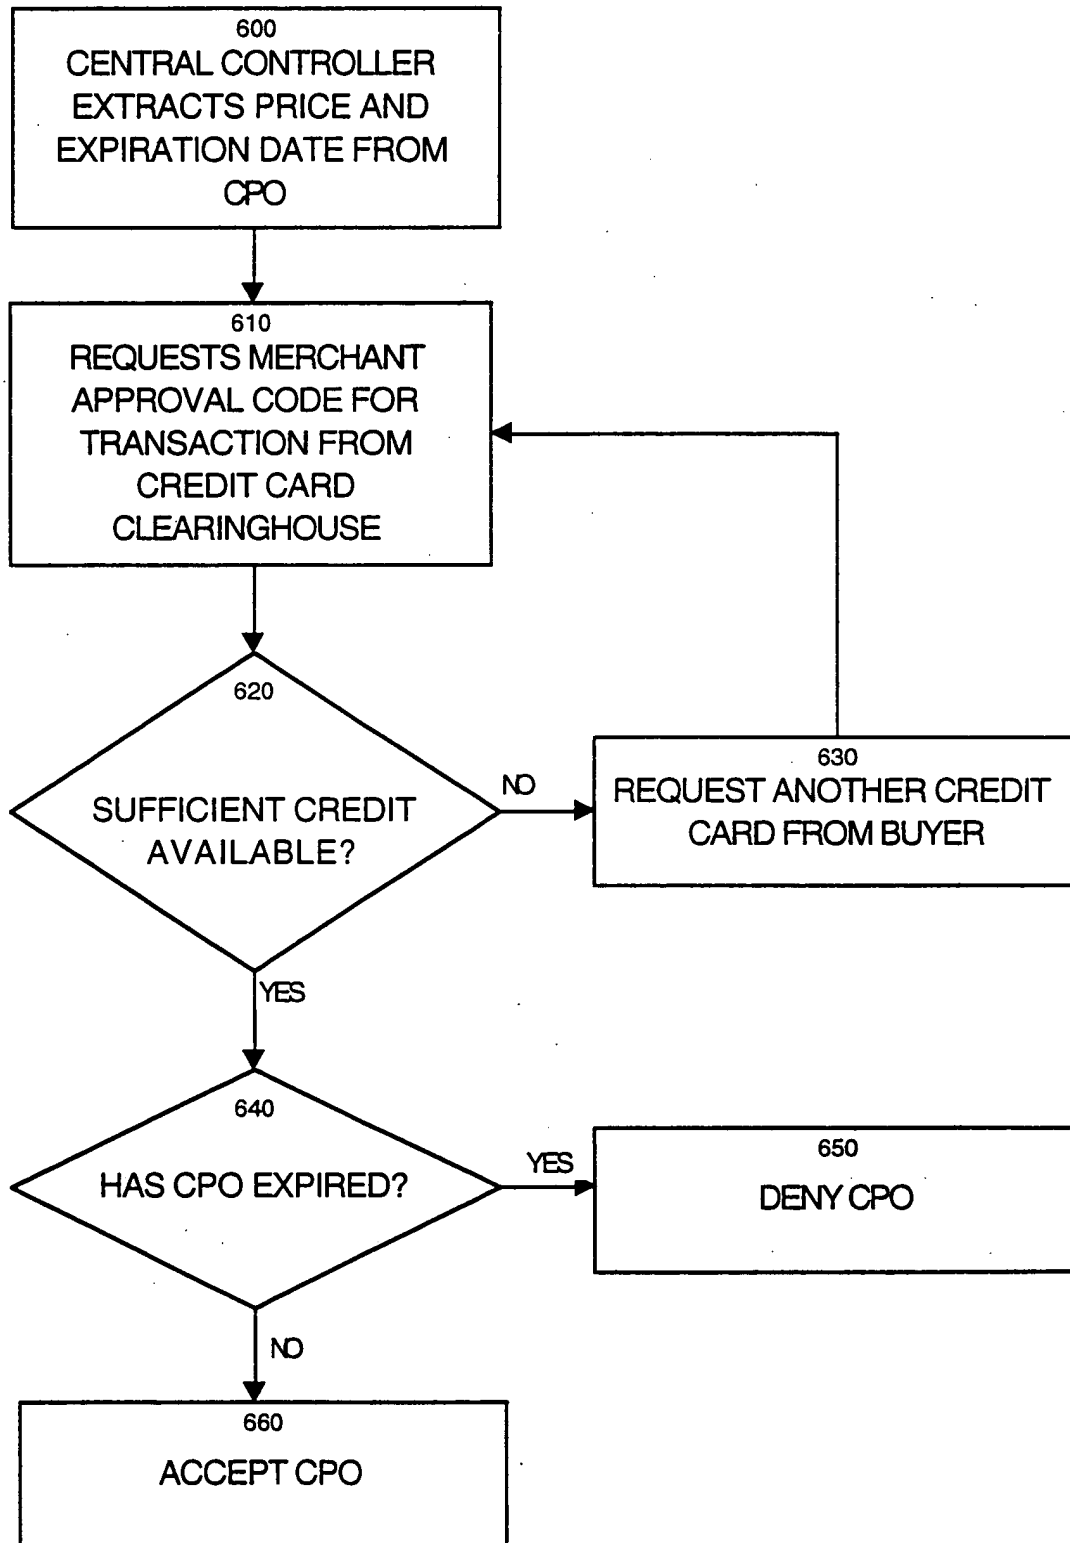 600
CENTRAL CONTROLLER
EXTRACTS PRICE AND
EXPIRATION DATE FROM
CPO
610
REQUESTS MERCHANT
APPROVAL CODE FOR
TRANSACTION FROM
CREDIT CARD
CLEARINGHOUSE
620
SUFFICIENT CREDIT
AVAILABLE?
NO
630
REQUEST ANOTHER CREDIT
CARD FROM BUYER
YES
640
HAS CPO EXPIRED?
YES
650
DENY CPO
NO
660
ACCEPT CPO